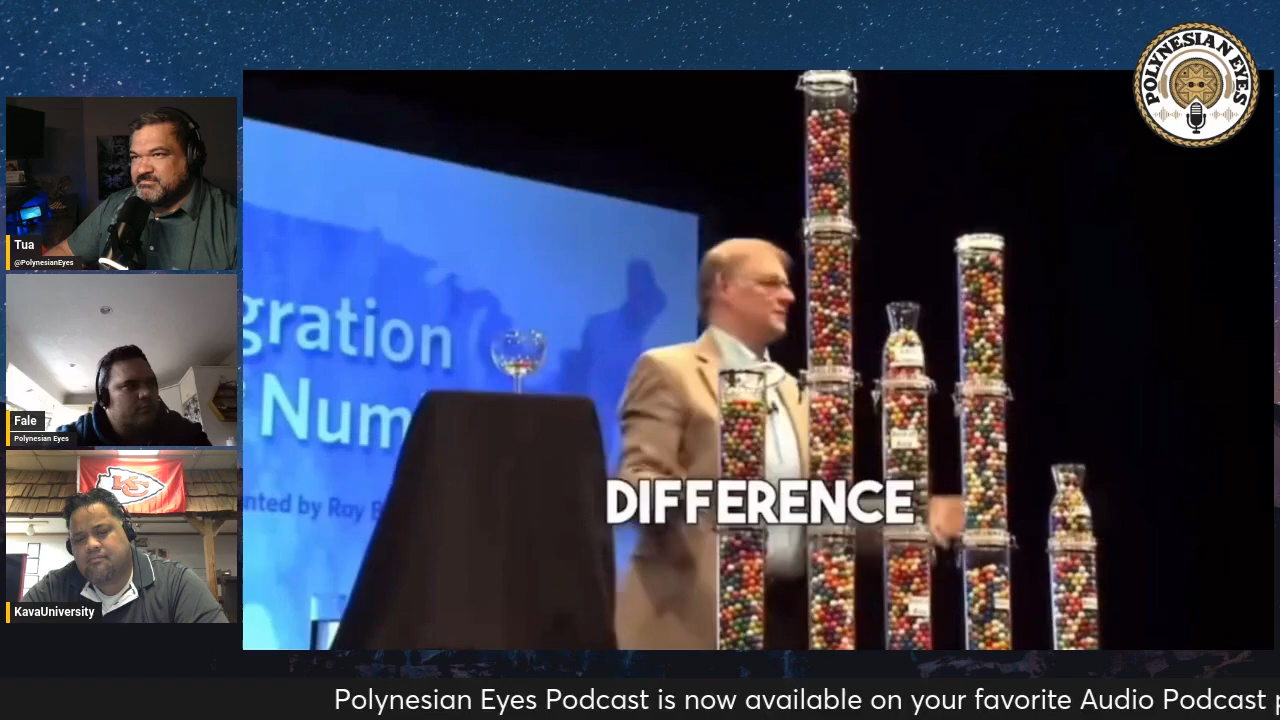 POLYNESIAN EYES
Tua
@PolynesianEyes
Fale
Polynesian Eyes
KC
KavaUniversity
gration
Num
nted by Roy B
DIFFERENCE
Polynesian Eyes Podcast is now available on your favorite Audio Podcast p